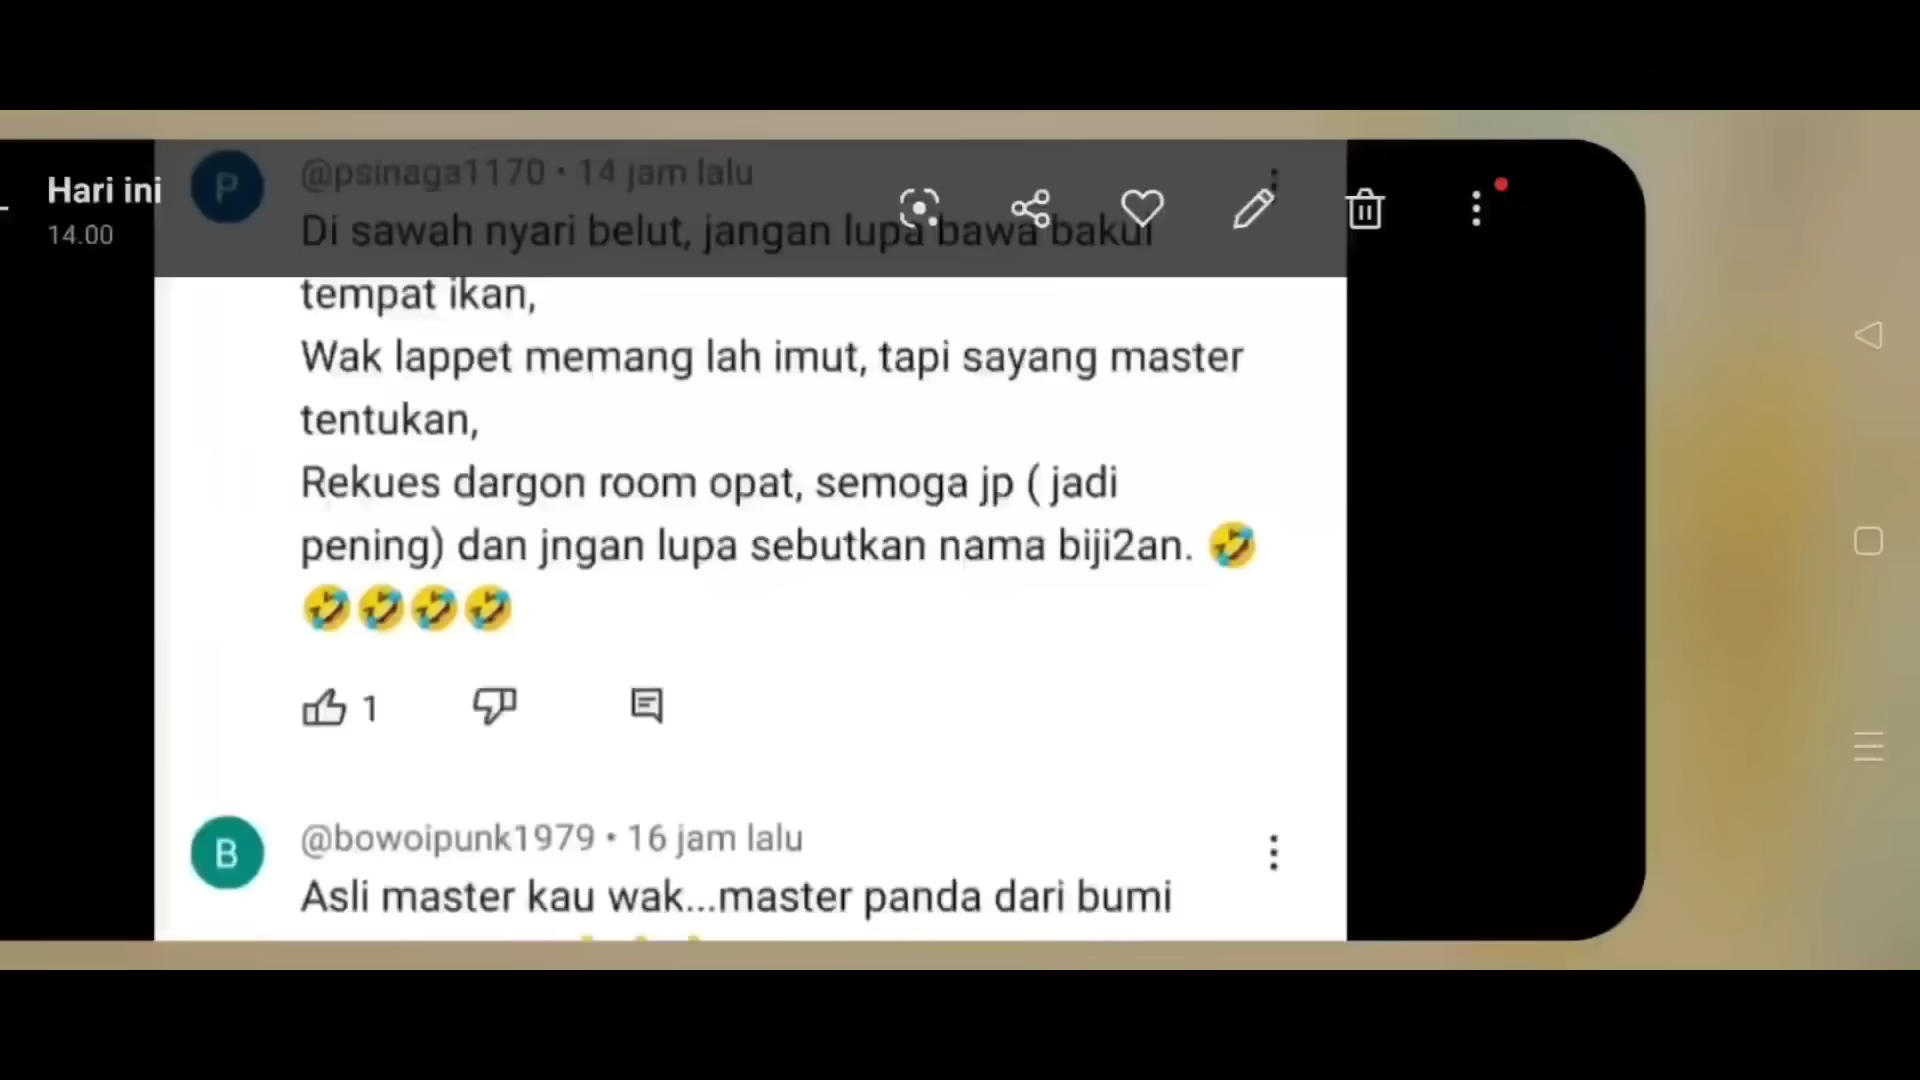 Hari ini
14.00
P
@psinaga1170 • 14 jam lalu
Di sawah nyari belut, jangan lupa bawa bakul
tempat ikan,
Wak lappet memang lah imut, tapi sayang master
tentukan,
Rekues dargon room opat, semoga jp ( jadi
pening) dan jngan lupa sebutkan nama biji2an. 🤣
🤣🤣🤣🤣
1
B
@bowoipunk1979 • 16 jam lalu
Asli master kau wak...master panda dari bumi